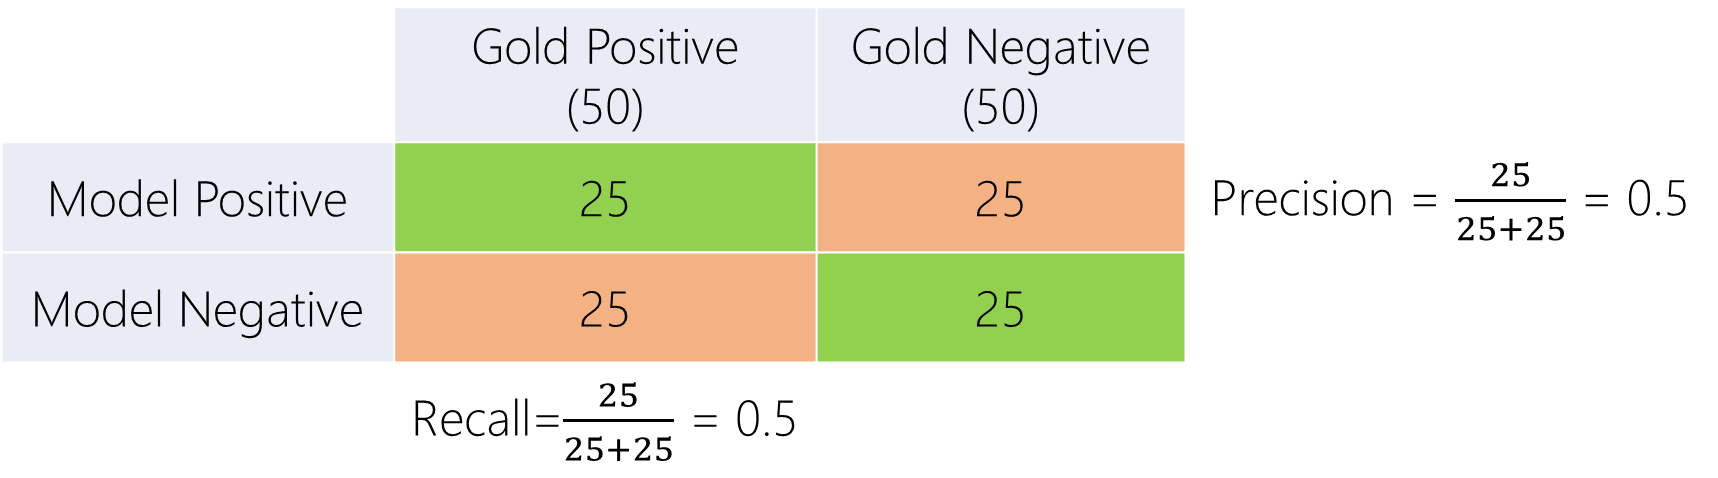 Gold Positive
(50)
Gold Negative
(50)
Model Positive
25
25
Precision = 25/25+25 = 0.5
Model Negative
25
25
Recall= 25/25+25 = 0.5